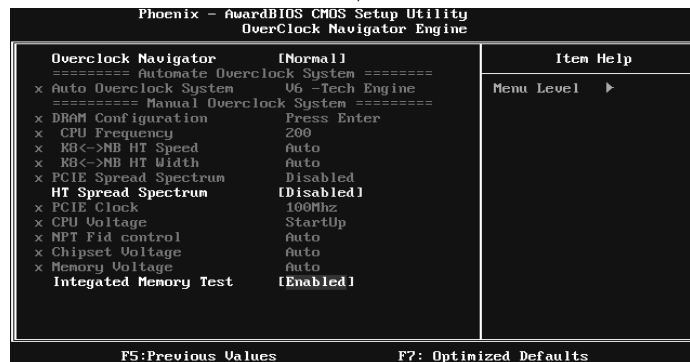 Phoenix - AwardBIOS CMOS Setup Utility
OverClock Navigator Engine
Overclock Navigator [Normal]
========= Automate Overclock System ========
x Auto Overclock System V6 -Tech Engine
========== Manual Overclock System =========
x DRAM Configuration Press Enter
x CPU Frequency 200
x K8<->NB HT Speed Auto
x K8<->NB HT Width Auto
x PCIE Spread Spectrum Disabled
HT Spread Spectrum [Disabled]
x PCIE Clock 100Mhz
x CPU Voltage StartUp
x NPT Fid control Auto
x Chipset Voltage Auto
x Memory Voltage Auto
Integated Memory Test [Enabled]
Item Help
Menu Level ▶
F5:Previous Values F7: Optimized Defaults